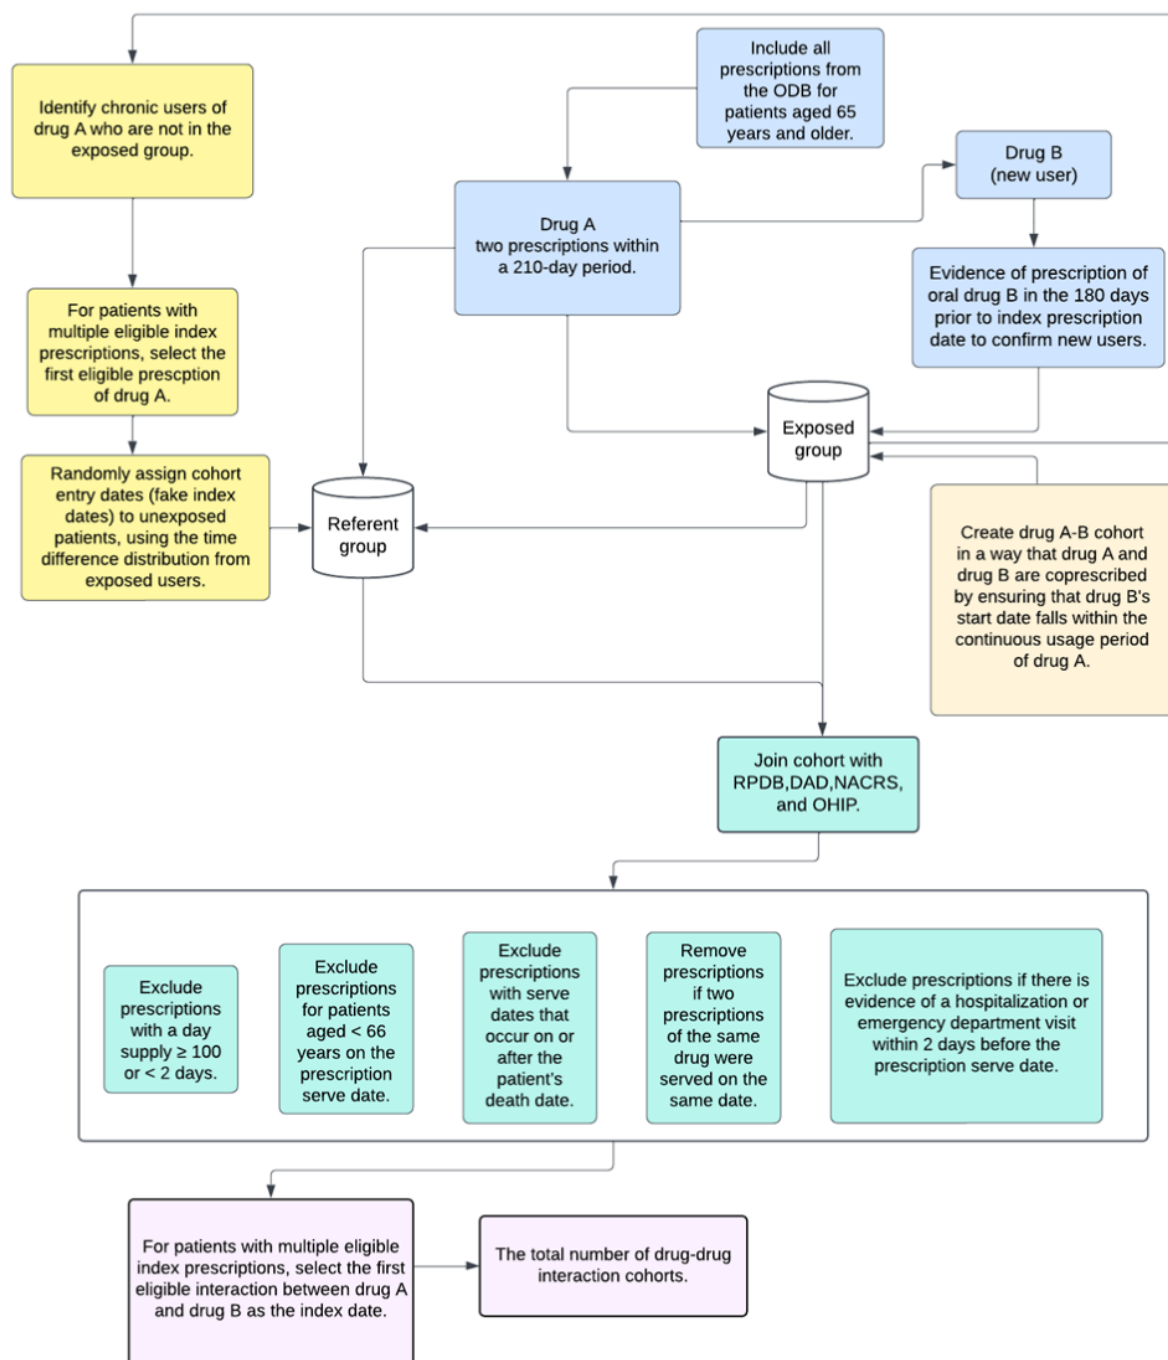 Include all
prescriptions from
the ODB for
patients aged 65
years and older.
Identify chronic users of
drug A who are not in the
exposed group.
Drug B
(new user)
Drug A
two prescriptions within
a 210-day period.
Evidence of prescription of
oral drug B in the 180 days
prior to index prescription
date to confirm new users.
For patients with
multiple eligible index
prescriptions, select the
first eligible prescption
of drug A.
Exposed
group
Randomly assign cohort
entry dates (fake index
dates) to unexposed
patients, using the time
difference distribution from
exposed users.
Referent
group
Create drug A-B cohort
in a way that drug A and
drug B are coprescribed
by ensuring that drug B's
start date falls within the
continuous usage period
of drug A.
Join cohort with
RPDB,DAD,NACRS,
and OHIP.
Exclude
prescriptions
with a day
supply ≥ 100
or < 2 days.
Exclude
prescriptions
for patients
aged < 66
years on the
prescription
serve date.
Exclude
prescriptions
with serve
dates that
occur on or
after the
patient's
death date.
Remove
prescriptions
if two
prescriptions
of the same
drug were
served on the
same date.
Exclude prescriptions if there is
evidence of a hospitalization or
emergency department visit
within 2 days before the
prescription serve date.
For patients with multiple eligible
index prescriptions, select the first
eligible interaction between drug A
and drug B as the index date.
The total number of drug-drug
interaction cohorts.